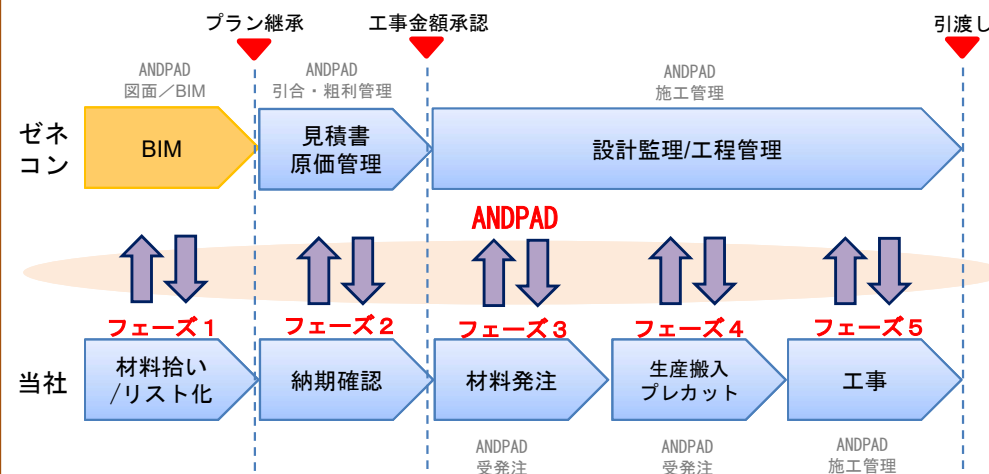 プラン継承
工事金額承認
引渡し
ANDPAD
図面／BIM
ANDPAD
引合・粗利管理
ANDPAD
施工管理
ゼネ
コン
BIM
見積書
原価管理
設計監理/工程管理
ANDPAD
フェーズ１
フェーズ２
フェーズ３
フェーズ４
フェーズ５
当社
材料拾い
/リスト化
納期確認
材料発注
生産搬入
プレカット
工事
ANDPAD
受発注
ANDPAD
受発注
ANDPAD
施工管理